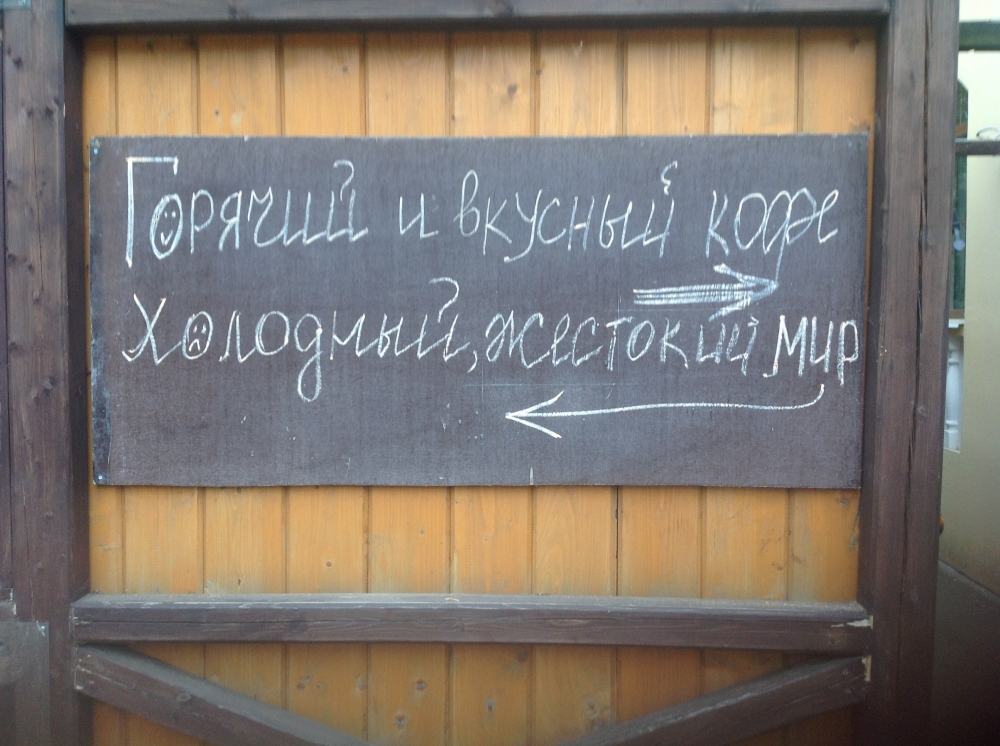 Горячий и вкусный кофе
Холодный, жестокий мир